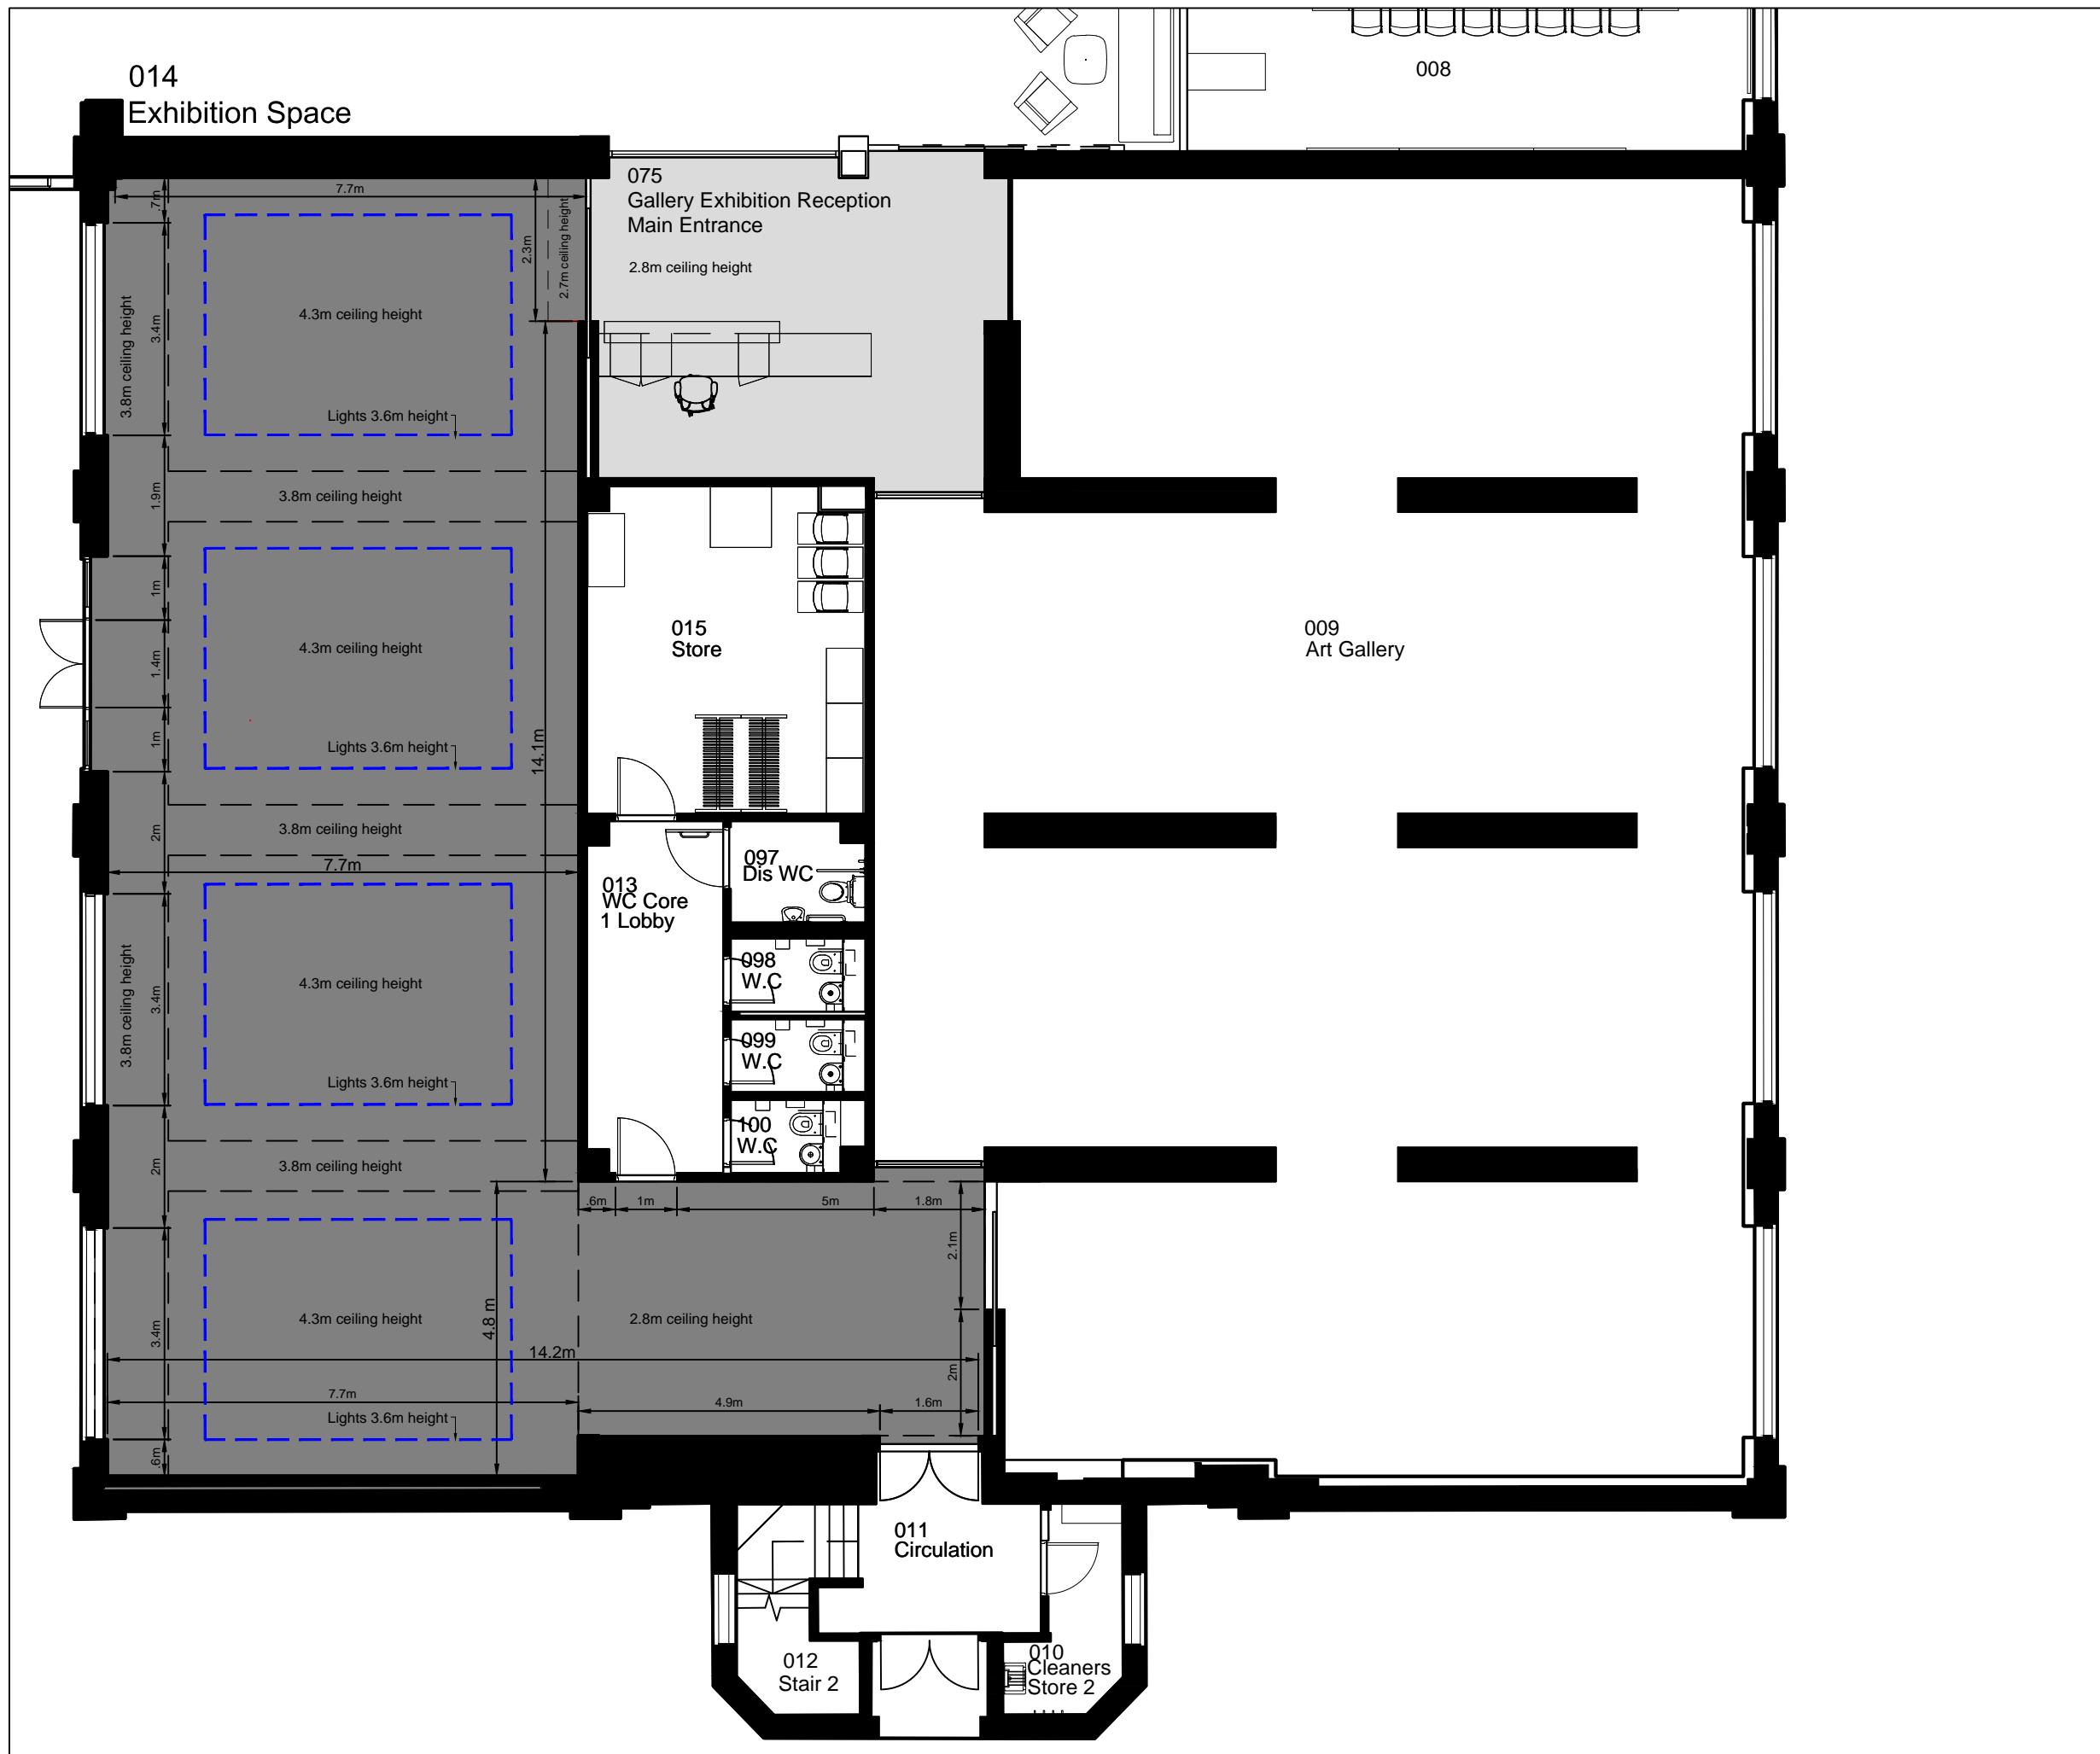 008
014
Exhibition Space
075
Gallery Exhibition Reception
Main Entrance
2.8m ceiling height
7.7m
.7m
2.3m
2.7m ceiling height
4.3m ceiling height
3.8m ceiling height
3.4m
Lights 3.6m height
1.9m
3.8m ceiling height
1m
1.4m
1m
4.3m ceiling height
Lights 3.6m height
14.1m
015
Store
009
Art Gallery
2m
3.8m ceiling height
7.7m
097
Dis WC
013
WC Core
1 Lobby
098
W.C
099
W.C
100
W.C
3.8m ceiling height
3.4m
4.3m ceiling height
Lights 3.6m height
2m
3.8m ceiling height
.6m
1m
5m
1.8m
2.1m
2m
4.3m ceiling height
4.8 m
2.8m ceiling height
3.4m
14.2m
7.7m
4.9m
1.6m
Lights 3.6m height
.6m
011
Circulation
012
Stair 2
010
Cleaners
Store 2